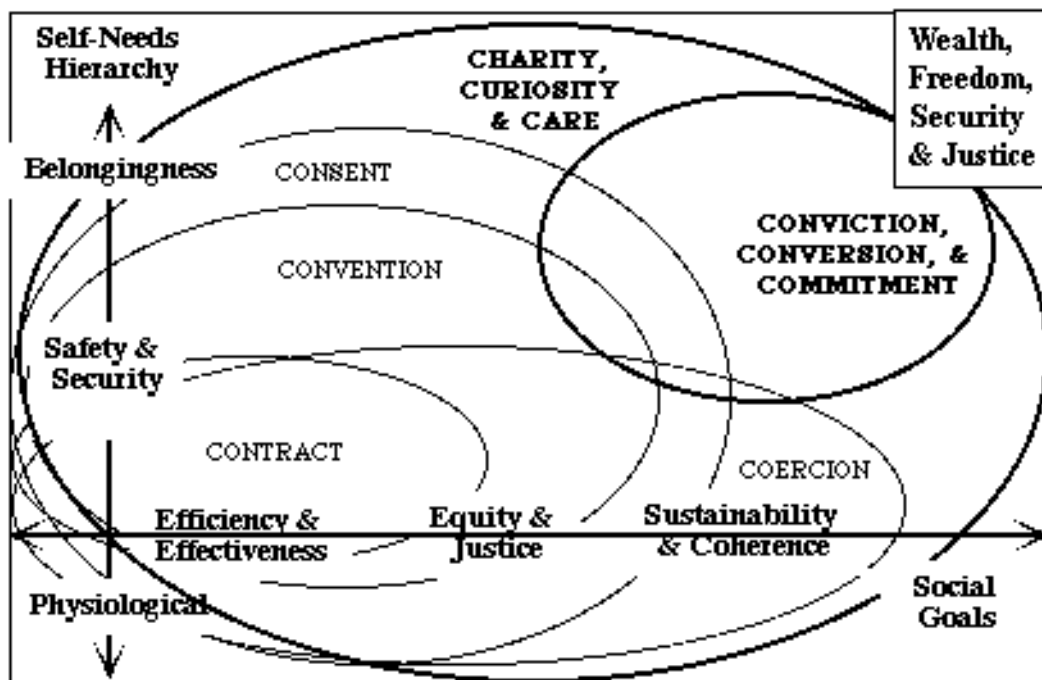 Self-Needs
Hierarchy
CHARITY,
CURIOSITY
& CARE
Wealth,
Freedom,
Security
& Justice
Belongingness
CONSENT
CONVICTION,
CONVERSION, &
COMMITMENT
CONVENTION
Safety &
Security
CONTRACT
COERCION
Efficiency &
Effectiveness
Equity &
Justice
Sustainability
& Coherence
Physiological
Social
Goals